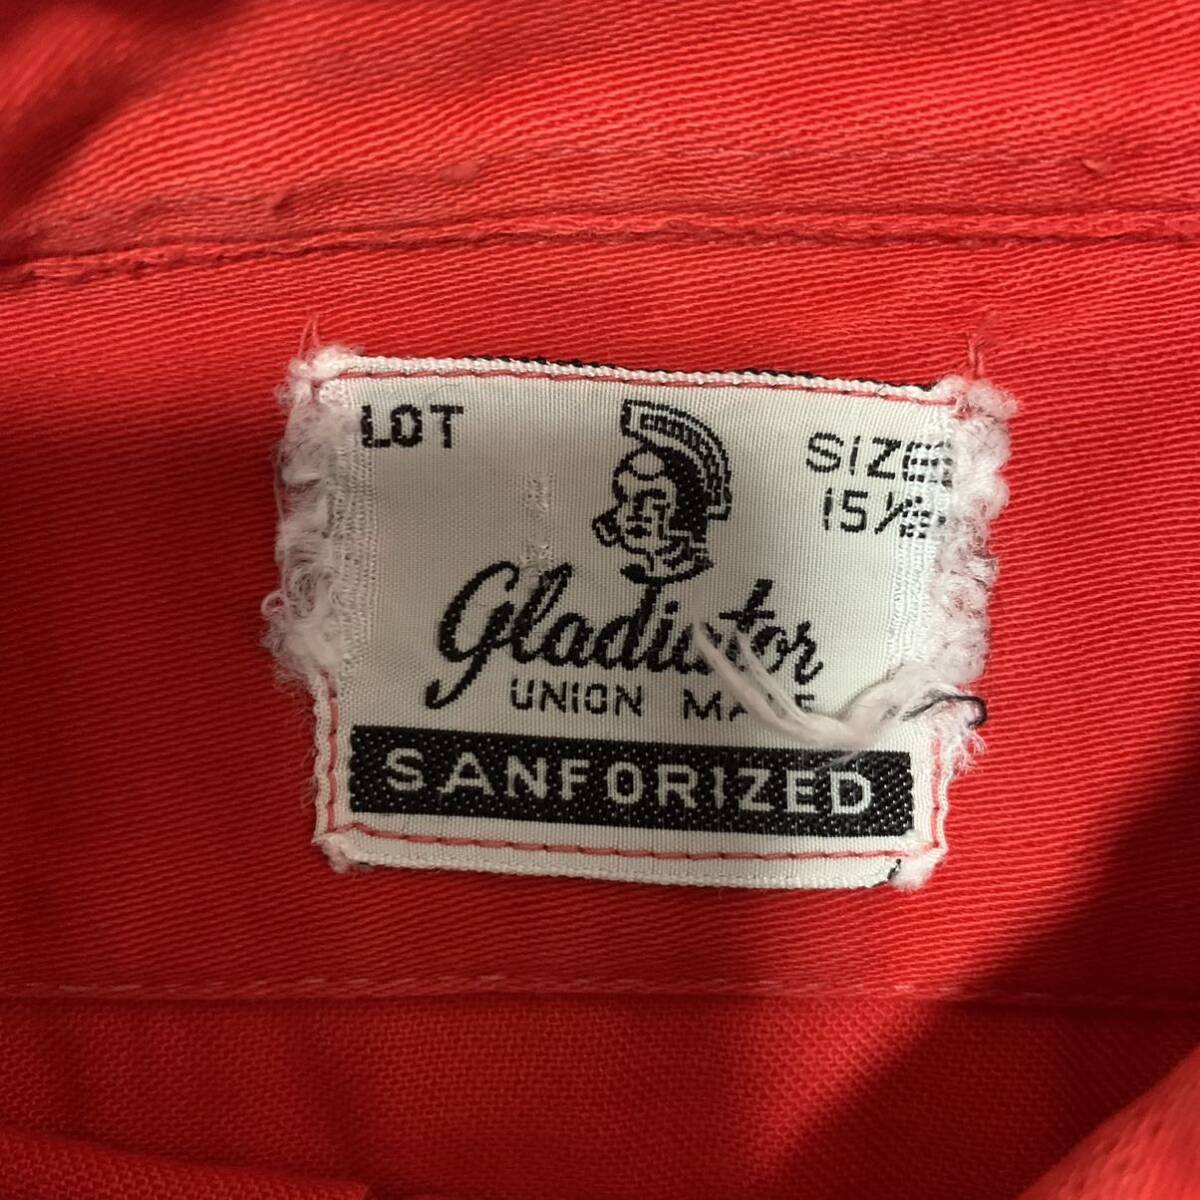 LOT
SIZE
15½
Gladiator
UNION MADE
SANFORIZED